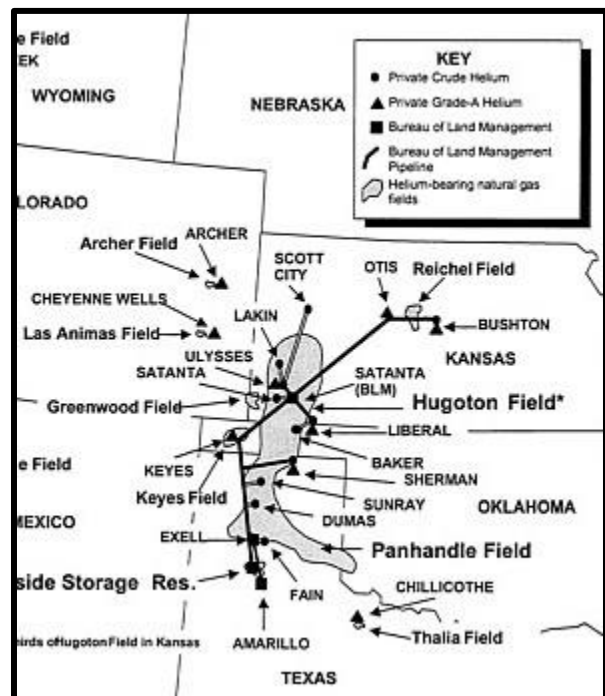 e Field
EEK
WYOMING
NEBRASKA
KEY
Private Crude Helium
Private Grade-A Helium
Bureau of Land Management
Bureau of Land Management
Pipeline
Helium-bearing natural gas
fields
LORADO
ARCHER
Archer Field
SCOTT
CITY
OTIS
Reichel Field
CHEYENNE WELLS
LAKIN
Las Animas Field
BUSHTON
ULYSSES
KANSAS
SATANTA
SATANTA
(BLM)
Greenwood Field
Hugoton Field*
LIBERAL
KEYES
BAKER
e Field
SHERMAN
Keyes Field
SUNRAY
OKLAHOMA
MEXICO
DUMAS
EXELL
Panhandle Field
side Storage Res.
FAIN
CHILLICOTHE
AMARILLO
Thalia Field
hirds of Hugoton Field in Kansas
TEXAS